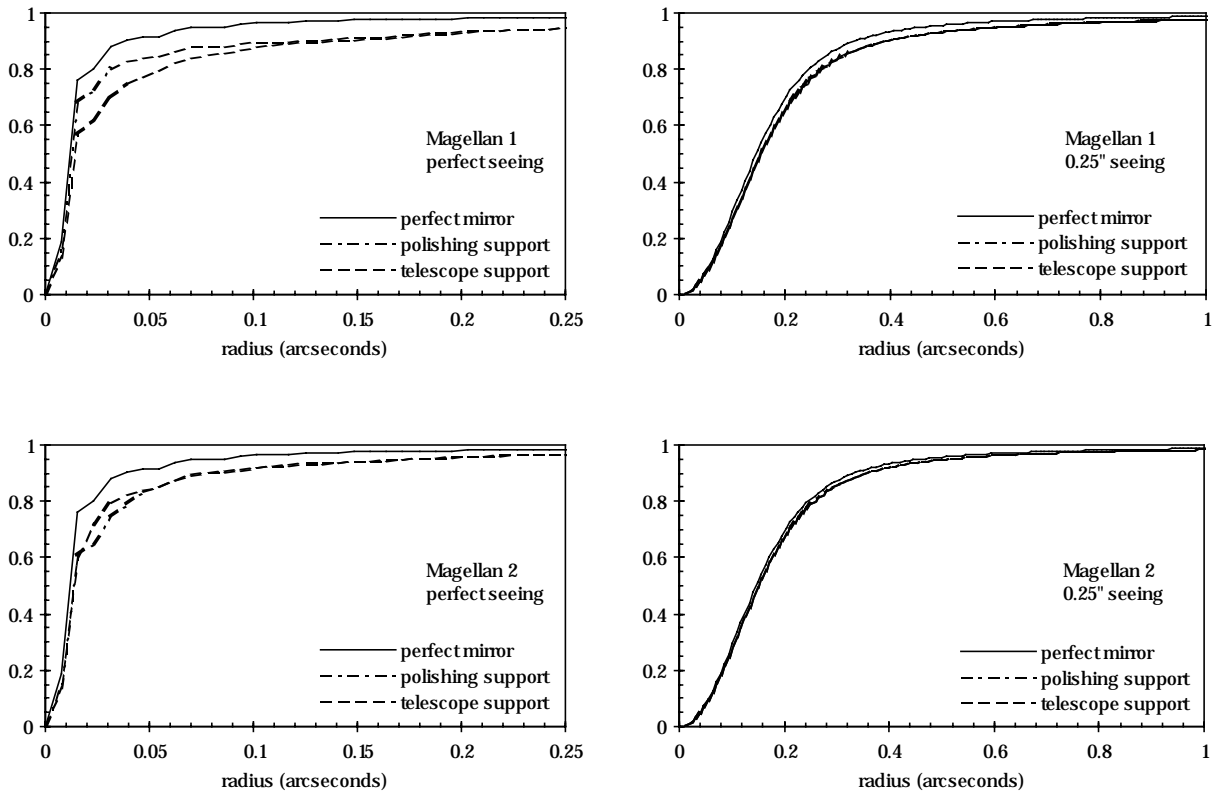 1
0.8
0.6
0.4
0.2
0
Magellan 1
perfect seeing
perfect mirror
polishing support
telescope support
0 0.05 0.1 0.15 0.2 0.25
radius (arcseconds)
1
0.8
0.6
0.4
0.2
0
Magellan 1
0.25" seeing
perfect mirror
polishing support
telescope support
0 0.2 0.4 0.6 0.8 1
radius (arcseconds)
1
0.8
0.6
0.4
0.2
0
Magellan 2
perfect seeing
perfect mirror
polishing support
telescope support
0 0.05 0.1 0.15 0.2 0.25
radius (arcseconds)
1
0.8
0.6
0.4
0.2
0
Magellan 2
0.25" seeing
perfect mirror
polishing support
telescope support
0 0.2 0.4 0.6 0.8 1
radius (arcseconds)